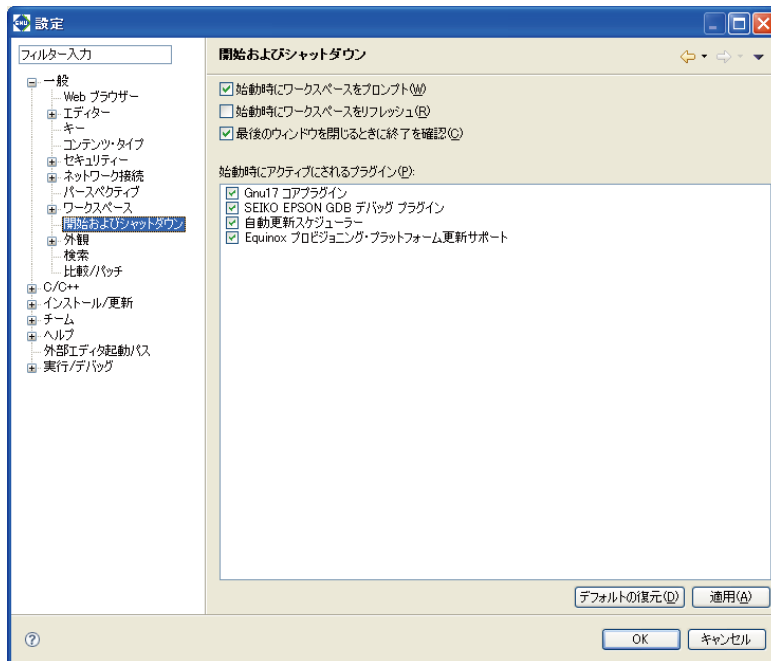 設定
フィルター入力
一般
Web ブラウザー
エディター
キー
コンテンツ・タイプ
セキュリティー
ネットワーク接続
パースペクティブ
ワークスペース
開始およびシャットダウン
外観
検索
比較/パッチ
C/C++
インストール/更新
チーム
ヘルプ
外部エディタ起動パス
実行/デバッグ
開始およびシャットダウン
始動時にワークスペースをプロンプト(W)
始動時にワークスペースをリフレッシュ(R)
最後のウィンドウを閉じるときに終了を確認(C)
始動時にアクティブにされるプラグイン(P):
Gnu17 コアプラグイン
SEIKO EPSON GDB デバッグ プラグイン
自動更新スケジューラー
Equinox プロビジョニング・プラットフォーム更新サポート
デフォルトの復元(D)
適用(A)
OK
キャンセル